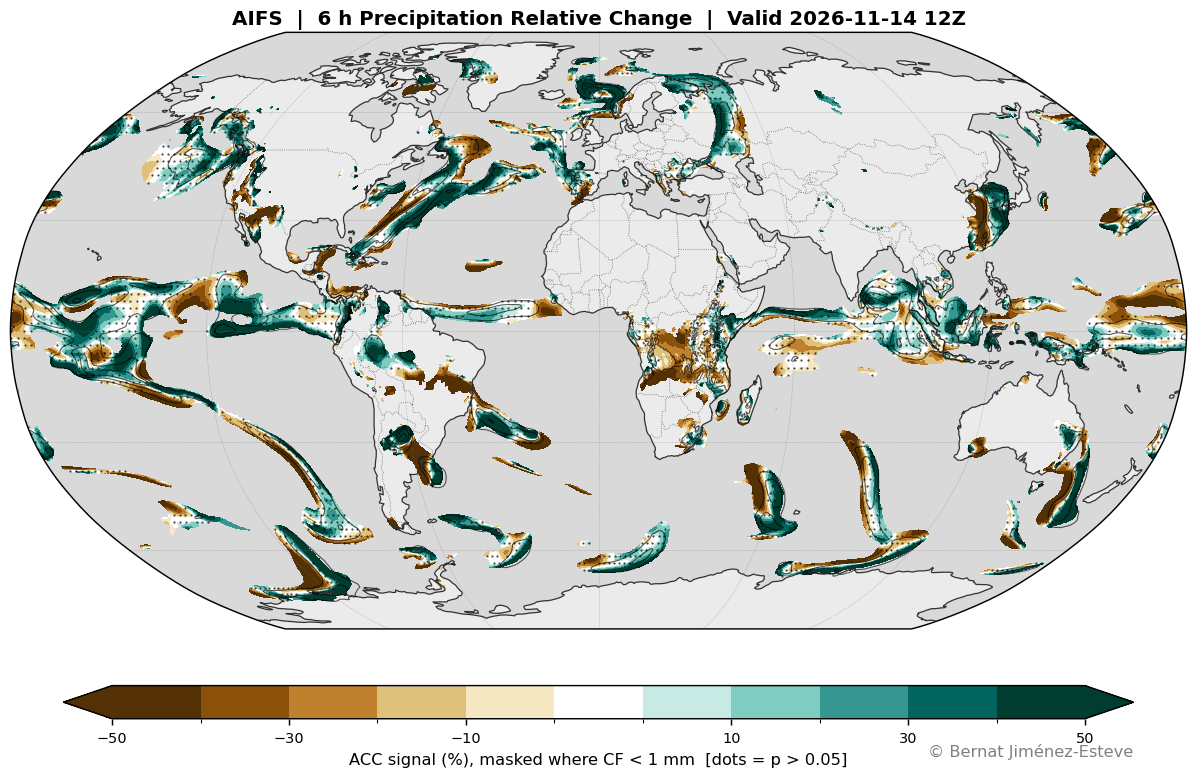 AIFS  |  6 h Precipitation Relative Change  |  Valid 2026-11-14 12Z
−50 −30 −10 10 30 50
© Bernat Jiménez-Esteve
ACC signal (%), masked where CF < 1 mm  [dots = p > 0.05]